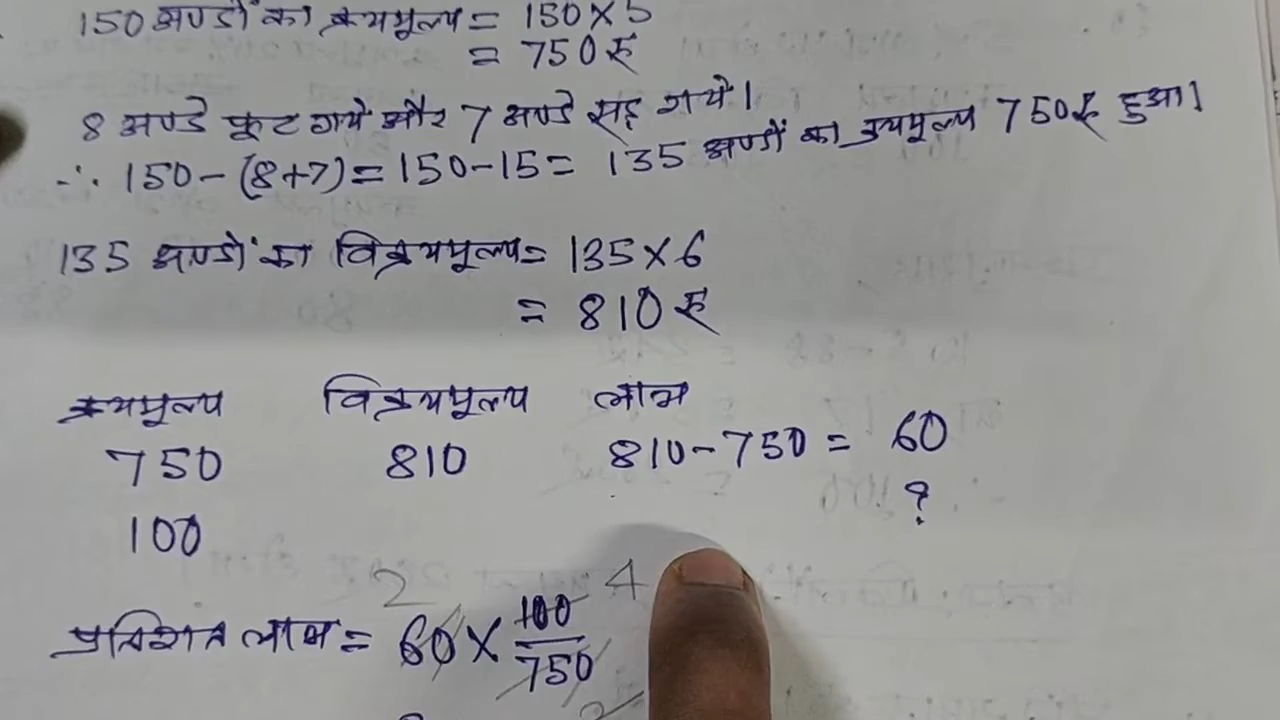 150 अण्डों का क्रयमूल्य = 150 × 5
= 750 रु
8 अण्डे फूट गये और 7 अण्डे सड़ गये।
∴ 150 - (8+7) = 150 - 15 = 135 अण्डों का क्रयमूल्य 750 रु हुआ।
135 अण्डों का विक्रयमूल्य = 135 × 6
= 810 रु
क्रयमूल्य विक्रयमूल्य लाभ
750 810 810 - 750 = 60
100 ?
2 4
प्रतिशत लाभ = 60 × 100/750